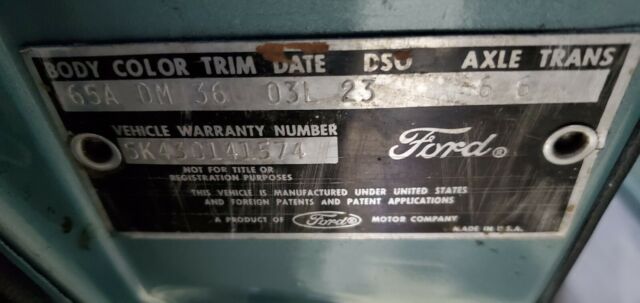 BODY COLOR TRIM DATE DSO AXLE TRANS
65A DM 36 03L 23 6 6
VEHICLE WARRANTY NUMBER
5K43C141574
Ford®
NOT FOR TITLE OR
REGISTRATION PURPOSES
THIS VEHICLE IS MANUFACTURED UNDER UNITED STATES
AND FOREIGN PATENTS AND PATENT APPLICATIONS
A PRODUCT OF Ford® MOTOR COMPANY
MADE IN U.S.A.